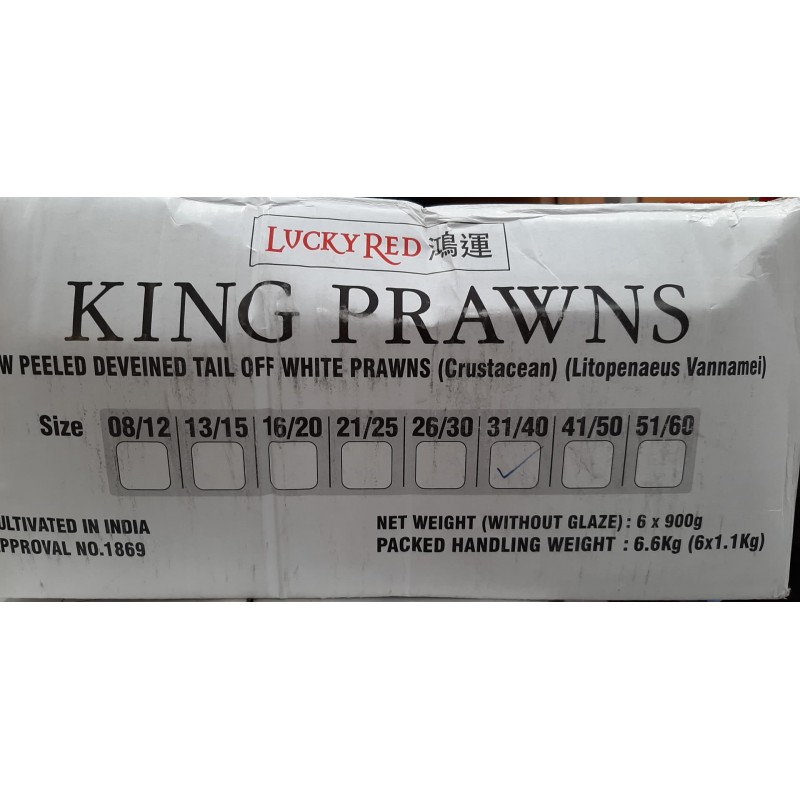 LUCKY RED 鴻運
KING PRAWNS
W PEELED DEVEINED TAIL OFF WHITE PRAWNS (Crustacean) (Litopenaeus Vannamei)
Size 08/12 13/15 16/20 21/25 26/30 31/40 41/50 51/60
ULTIVATED IN INDIA
PPROVAL NO.1869
NET WEIGHT (WITHOUT GLAZE) : 6 x 900g
PACKED HANDLING WEIGHT : 6.6Kg (6x1.1Kg)